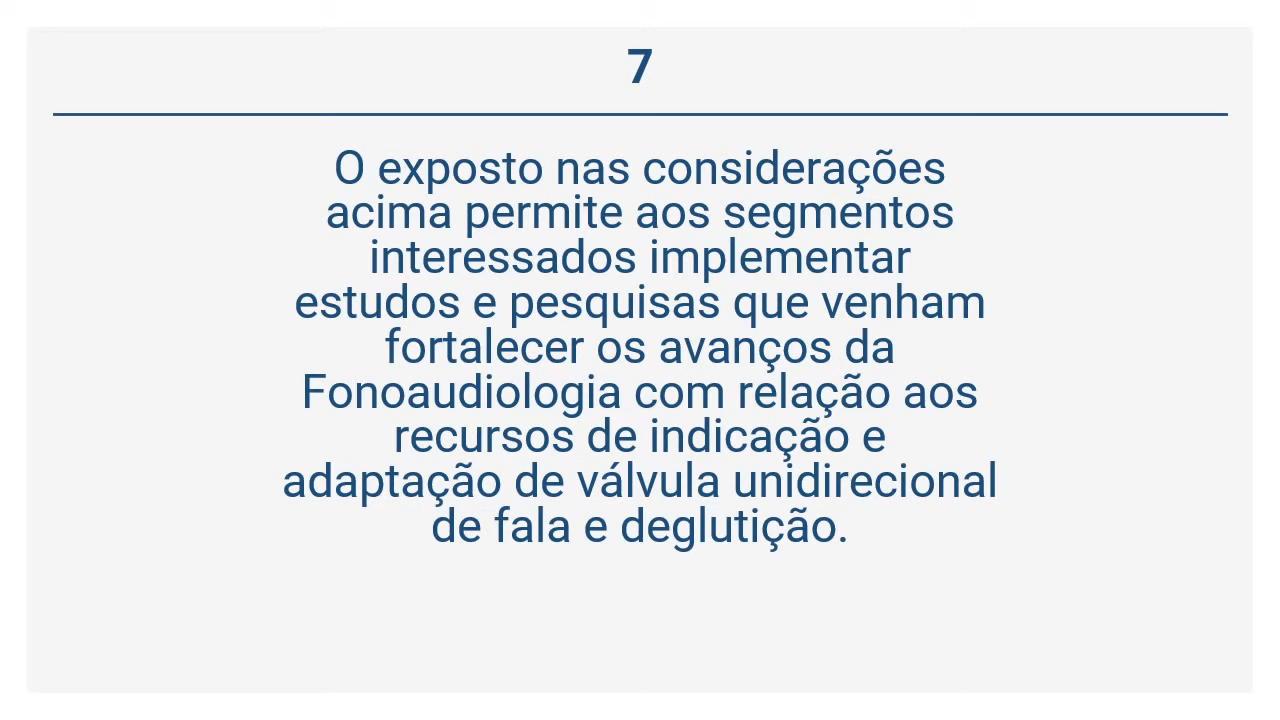 7
O exposto nas considerações
acima permite aos segmentos
interessados implementar
estudos e pesquisas que venham
fortalecer os avanços da
Fonoaudiologia com relação aos
recursos de indicação e
adaptação de válvula unidirecional
de fala e deglutição.